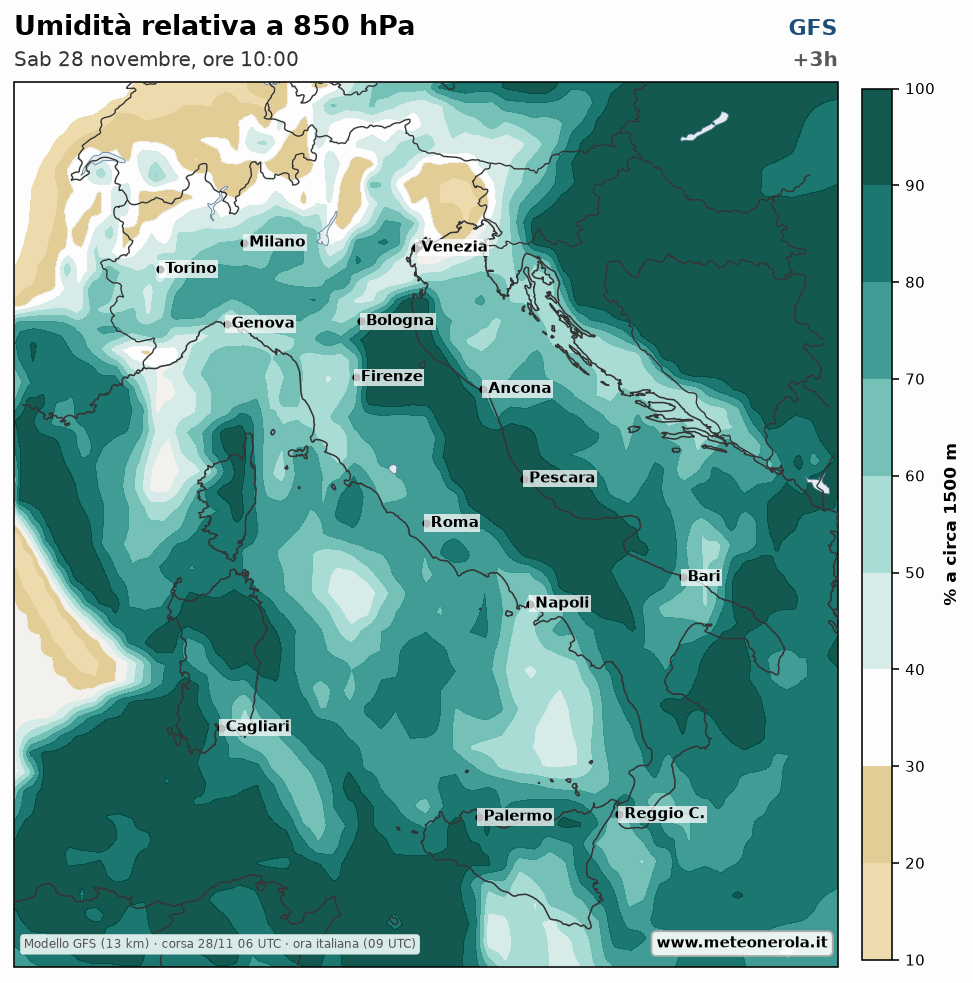 Umidità relativa a 850 hPa
GFS
Sab 28 novembre, ore 10:00
+3h
100
90
80
70
60
50
40
30
20
10
% a circa 1500 m
Milano
Venezia
Torino
Genova
Bologna
Firenze
Ancona
Pescara
Roma
Bari
Napoli
Cagliari
Palermo
Reggio C.
Modello GFS (13 km) · corsa 28/11 06 UTC · ora italiana (09 UTC)
www.meteonerola.it